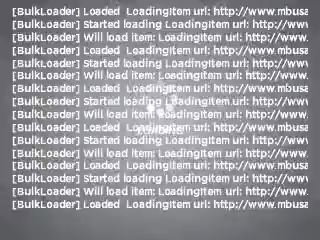 [BulkLoader] Loaded LoadingItem url: http://www.mbusa
[BulkLoader] Started loading LoadingItem url: http://www
[BulkLoader] Will load item: LoadingItem url: http://www.
[BulkLoader] Loaded LoadingItem url: http://www.mbusa
[BulkLoader] Started loading LoadingItem url: http://www
[BulkLoader] Will load item: LoadingItem url: http://www.
[BulkLoader] Loaded LoadingItem url: http://www.mbusa
[BulkLoader] Started loading LoadingItem url: http://www
[BulkLoader] Will load item: LoadingItem url: http://www.
[BulkLoader] Loaded LoadingItem url: http://www.mbusa
[BulkLoader] Started loading LoadingItem url: http://www
[BulkLoader] Will load item: LoadingItem url: http://www.
[BulkLoader] Loaded LoadingItem url: http://www.mbusa
[BulkLoader] Started loading LoadingItem url: http://www
[BulkLoader] Will load item: LoadingItem url: http://www.
[BulkLoader] Loaded LoadingItem url: http://www.mbusa